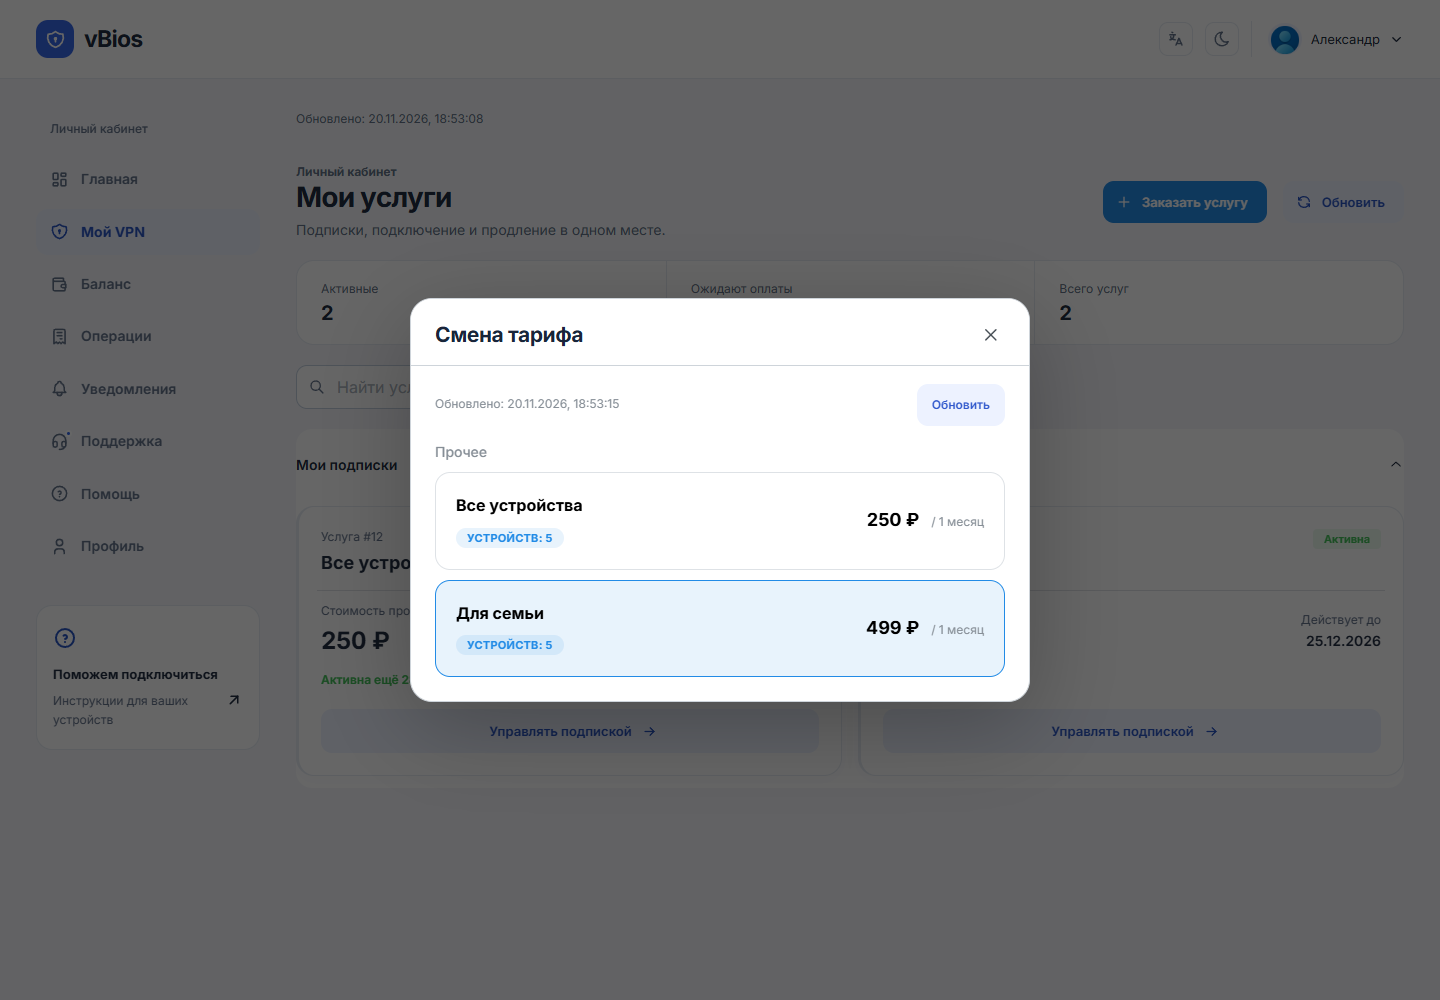 vBios
Александр
Личный кабинет
Главная
Мой VPN
Баланс
Операции
Уведомления
Поддержка
Помощь
Профиль
Поможем подключиться
Инструкции для ваших
устройств
Обновлено: 20.11.2026, 18:53:08
Личный кабинет
Мои услуги
Подписки, подключение и продление в одном месте.
+ Заказать услугу
Обновить
Активные
2
Ожидают оплаты
Всего услуг
2
Найти усл
Мои подписки
Услуга #12
Все устро
Стоимость про
250 ₽
Активна ещё 2
Управлять подпиской →
Активна
Действует до
25.12.2026
Управлять подпиской →
Смена тарифа
Обновлено: 20.11.2026, 18:53:15
Обновить
Прочее
Все устройства
УСТРОЙСТВ: 5
250 ₽ / 1 месяц
Для семьи
УСТРОЙСТВ: 5
499 ₽ / 1 месяц